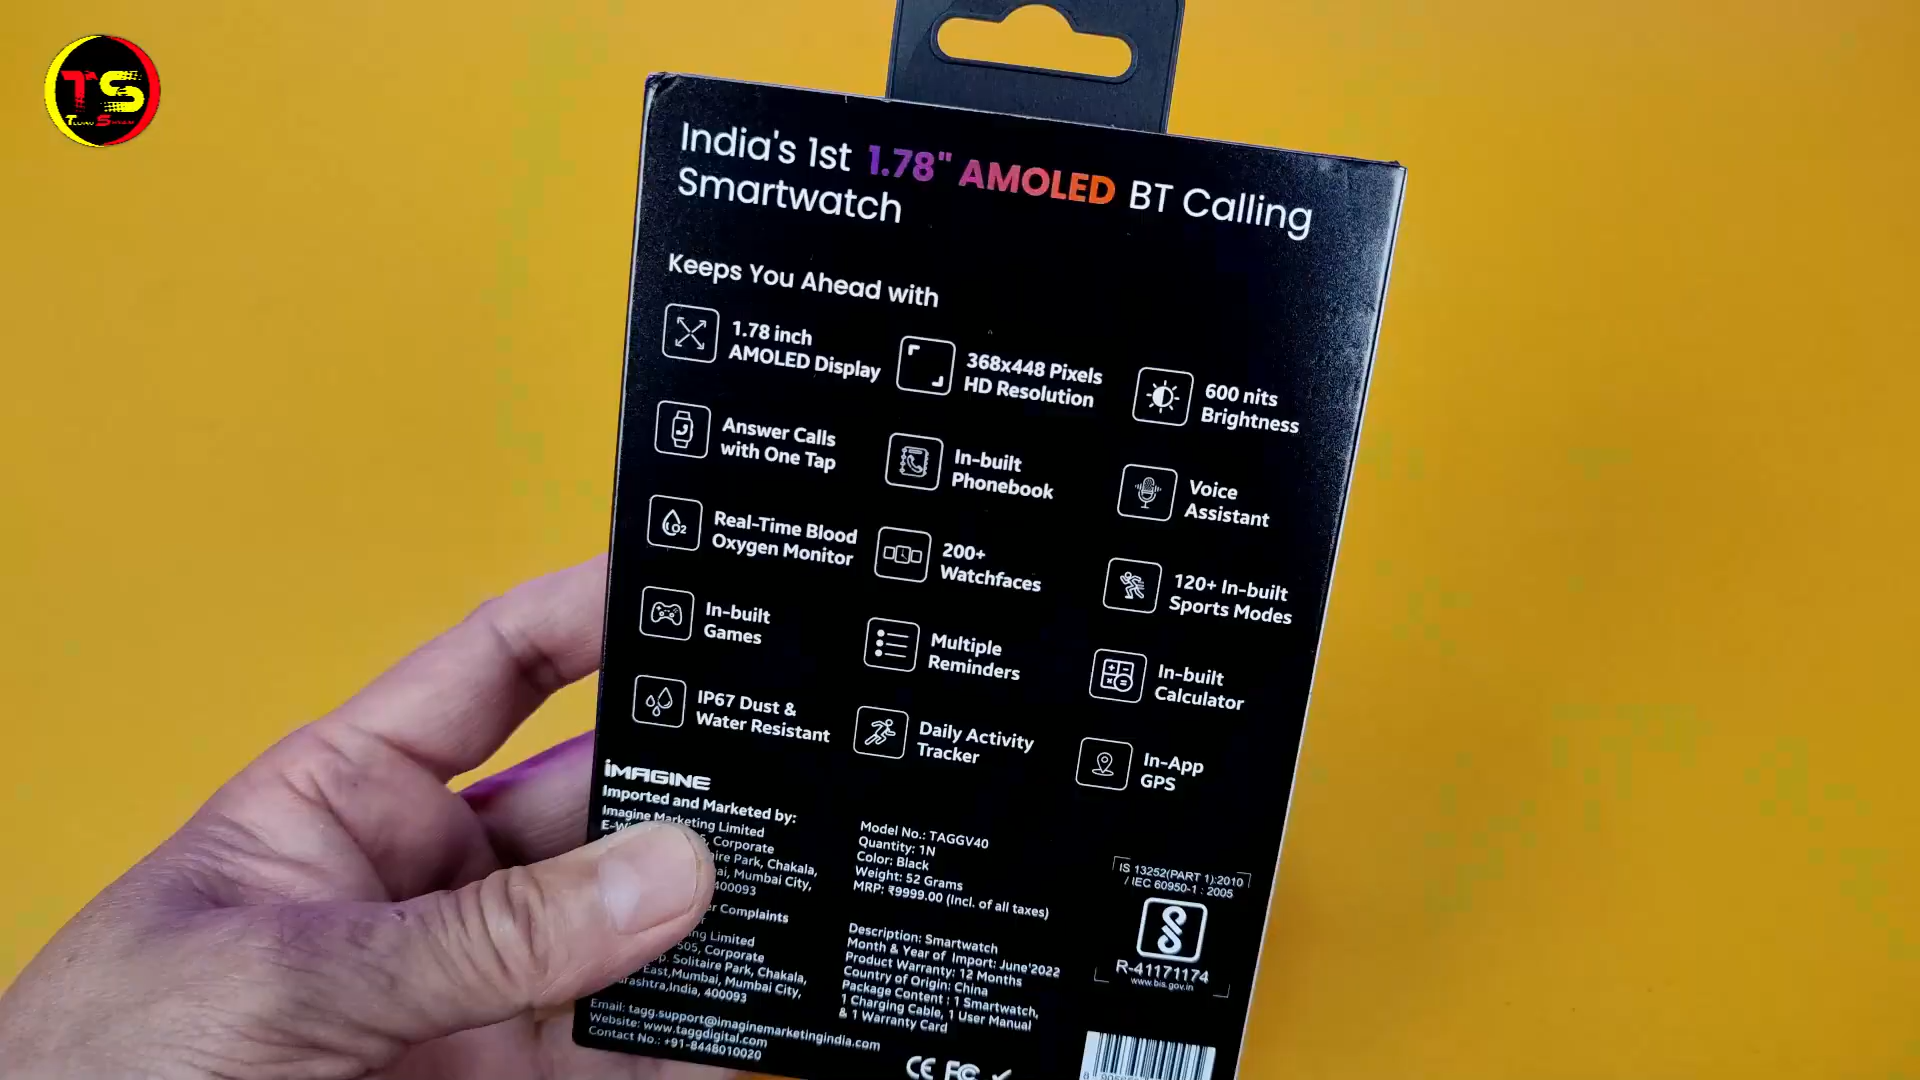 TS
India's 1st 1.78" AMOLED BT Calling
Smartwatch
Keeps You Ahead with
1.78 inch
AMOLED Display
368x448 Pixels
HD Resolution
600 nits
Brightness
Answer Calls
with One Tap
In-built
Phonebook
Voice
Assistant
Real-Time Blood
Oxygen Monitor
200+
Watchfaces
120+ In-built
Sports Modes
In-built
Games
Multiple
Reminders
In-built
Calculator
IP67 Dust &
Water Resistant
Daily Activity
Tracker
In-App
GPS
iMAGINE
Imported and Marketed by:
Imagine Marketing Limited
Corporate
Park, Chakala,
Mumbai City,
400093
Complaints
Limited
505, Corporate
Solitaire Park, Chakala,
East,Mumbai, Mumbai City,
India, 400093
Email: tagg.support@imaginemarketingindia.com
Website: www.taggdigital.com
Contact No.: +91-8448010020
Model No.: TAGGV40
Quantity: 1N
Color: Black
Weight: 52 Grams
MRP: ₹9999.00 (Incl. of all taxes)
Description: Smartwatch
Month & Year of Import: June'2022
Product Warranty: 12 Months
Country of Origin: China
Package Content : 1 Smartwatch,
1 Charging Cable, 1 User Manual
& 1 Warranty Card
IS 13252(PART 1):2010
/ IEC 60950-1 : 2005
R-41171174
www.bis.gov.in
CE FC